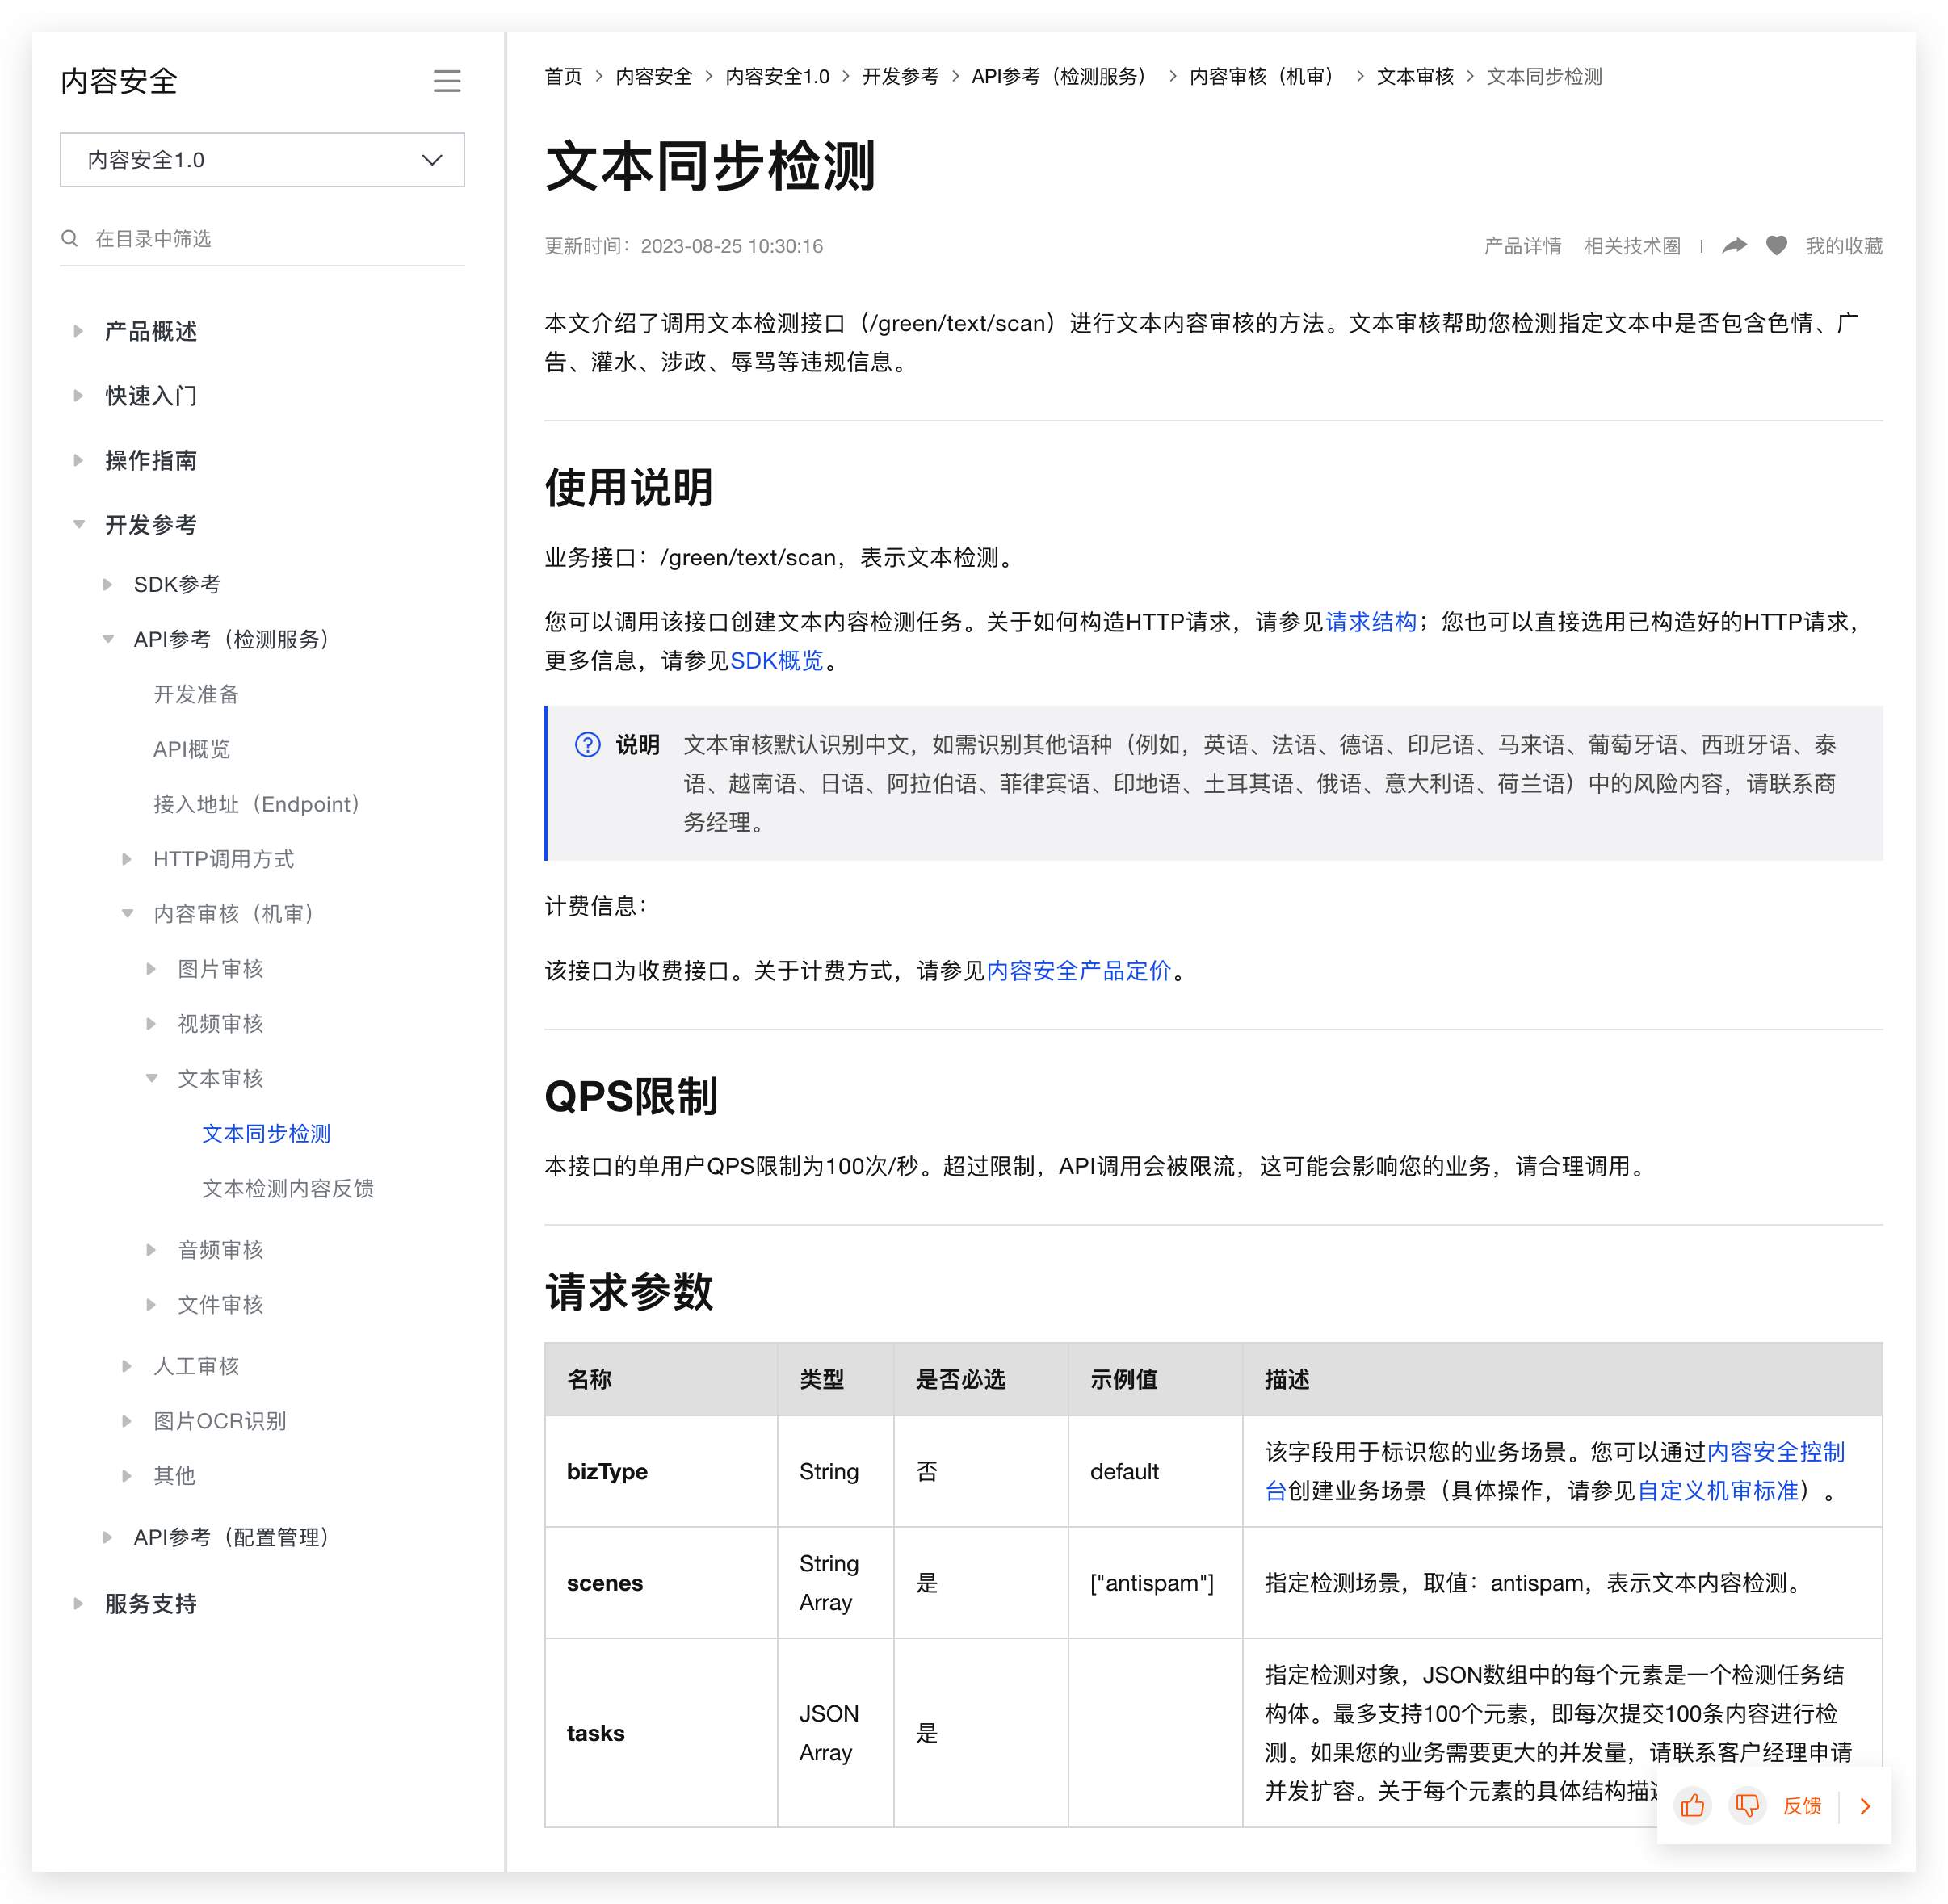 内容安全
内容安全1.0
在目录中筛选
产品概述
快速入门
操作指南
开发参考
SDK参考
API参考（检测服务）
开发准备
API概览
接入地址（Endpoint）
HTTP调用方式
内容审核（机审）
图片审核
视频审核
文本审核
文本同步检测
文本检测内容反馈
音频审核
文件审核
人工审核
图片OCR识别
其他
API参考（配置管理）
服务支持
首页 > 内容安全 > 内容安全1.0 > 开发参考 > API参考（检测服务） > 内容审核（机审） > 文本审核 > 文本同步检测
文本同步检测
更新时间：2023-08-25 10:30:16
产品详情 相关技术圈 | 我的收藏
本文介绍了调用文本检测接口（/green/text/scan）进行文本内容审核的方法。文本审核帮助您检测指定文本中是否包含色情、广
告、灌水、涉政、辱骂等违规信息。
使用说明
业务接口：/green/text/scan，表示文本检测。
您可以调用该接口创建文本内容检测任务。关于如何构造HTTP请求，请参见请求结构；您也可以直接选用已构造好的HTTP请求，
更多信息，请参见SDK概览。
说明 文本审核默认识别中文，如需识别其他语种（例如，英语、法语、德语、印尼语、马来语、葡萄牙语、西班牙语、泰
语、越南语、日语、阿拉伯语、菲律宾语、印地语、土耳其语、俄语、意大利语、荷兰语）中的风险内容，请联系商
务经理。
计费信息：
该接口为收费接口。关于计费方式，请参见内容安全产品定价。
QPS限制
本接口的单用户QPS限制为100次/秒。超过限制，API调用会被限流，这可能会影响您的业务，请合理调用。
请求参数
名称 类型 是否必选 示例值 描述
bizType String 否 default 该字段用于标识您的业务场景。您可以通过内容安全控制
台创建业务场景（具体操作，请参见自定义机审标准）。
scenes String Array 是 ["antispam"] 指定检测场景，取值：antispam，表示文本内容检测。
tasks JSON Array 是 指定检测对象，JSON数组中的每个元素是一个检测任务结
构体。最多支持100个元素，即每次提交100条内容进行检
测。如果您的业务需要更大的并发量，请联系客户经理申请
并发扩容。关于每个元素的具体结构描
反馈